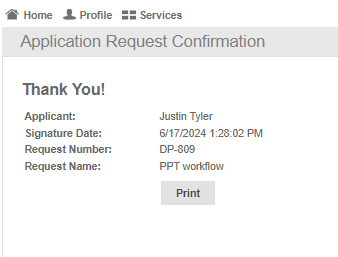 Home Profile Services
Application Request Confirmation
Thank You!
Applicant: Justin Tyler
Signature Date: 6/17/2024 1:28:02 PM
Request Number: DP-809
Request Name: PPT workflow
Print